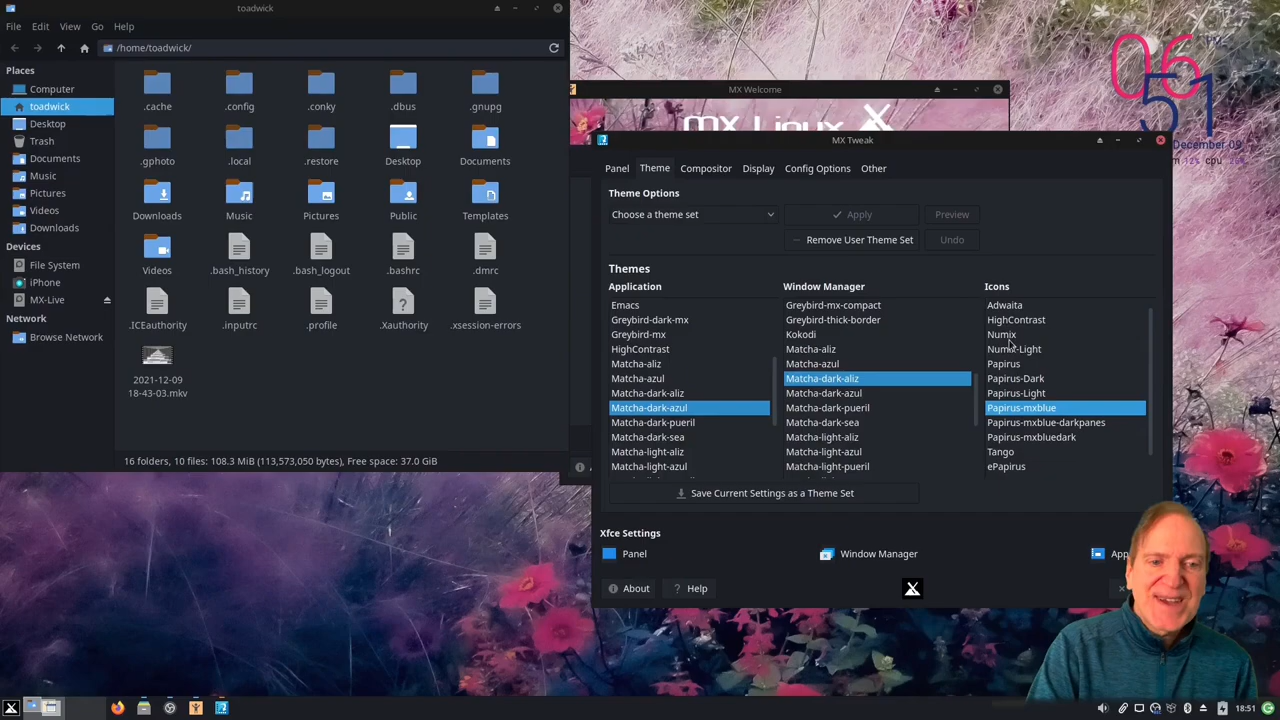 toadwick
File Edit View Go Help
/home/toadwick/
Places
Computer
toadwick
Desktop
Trash
Documents
Music
Pictures
Videos
Downloads
Devices
File System
iPhone
MX-Live
Network
Browse Network
.cache .config .conky .dbus .gnupg
.gphoto .local .restore Desktop Documents
Downloads Music Pictures Public Templates
Videos .bash_history .bash_logout .bashrc .dmrc
.ICEauthority .inputrc .profile .Xauthority .xsession-errors
2021-12-09
18-43-03.mkv
16 folders, 10 files: 108.3 MiB (113,573,050 bytes), Free space: 37.0 GiB
MX Welcome
MX Linux
06
51
December 09
12% cpu
MX Tweak
Panel Theme Compositor Display Config Options Other
Theme Options
Choose a theme set Apply Preview
Remove User Theme Set Undo
Themes
Application
Emacs
Greybird-dark-mx
Greybird-mx
HighContrast
Matcha-aliz
Matcha-azul
Matcha-dark-aliz
Matcha-dark-azul
Matcha-dark-pueril
Matcha-dark-sea
Matcha-light-aliz
Matcha-light-azul
Window Manager
Greybird-mx-compact
Greybird-thick-border
Kokodi
Matcha-aliz
Matcha-azul
Matcha-dark-aliz
Matcha-dark-azul
Matcha-dark-pueril
Matcha-dark-sea
Matcha-light-aliz
Matcha-light-azul
Matcha-light-pueril
Icons
Adwaita
HighContrast
Numix
Numix-Light
Papirus
Papirus-Dark
Papirus-Light
Papirus-mxblue
Papirus-mxblue-darkpanes
Papirus-mxbluedark
Tango
ePapirus
Save Current Settings as a Theme Set
Xfce Settings
Panel Window Manager App
About Help
18:51